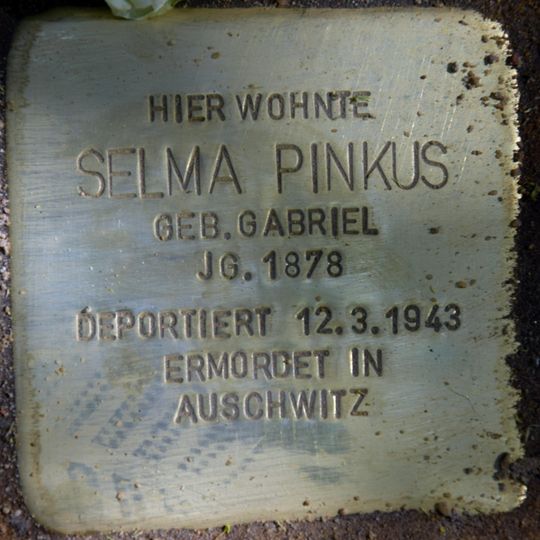 HIER WOHNTE
SELMA PINKUS
GEB. GABRIEL
JG. 1878
DEPORTIERT 12.3.1943
ERMORDET IN
AUSCHWITZ